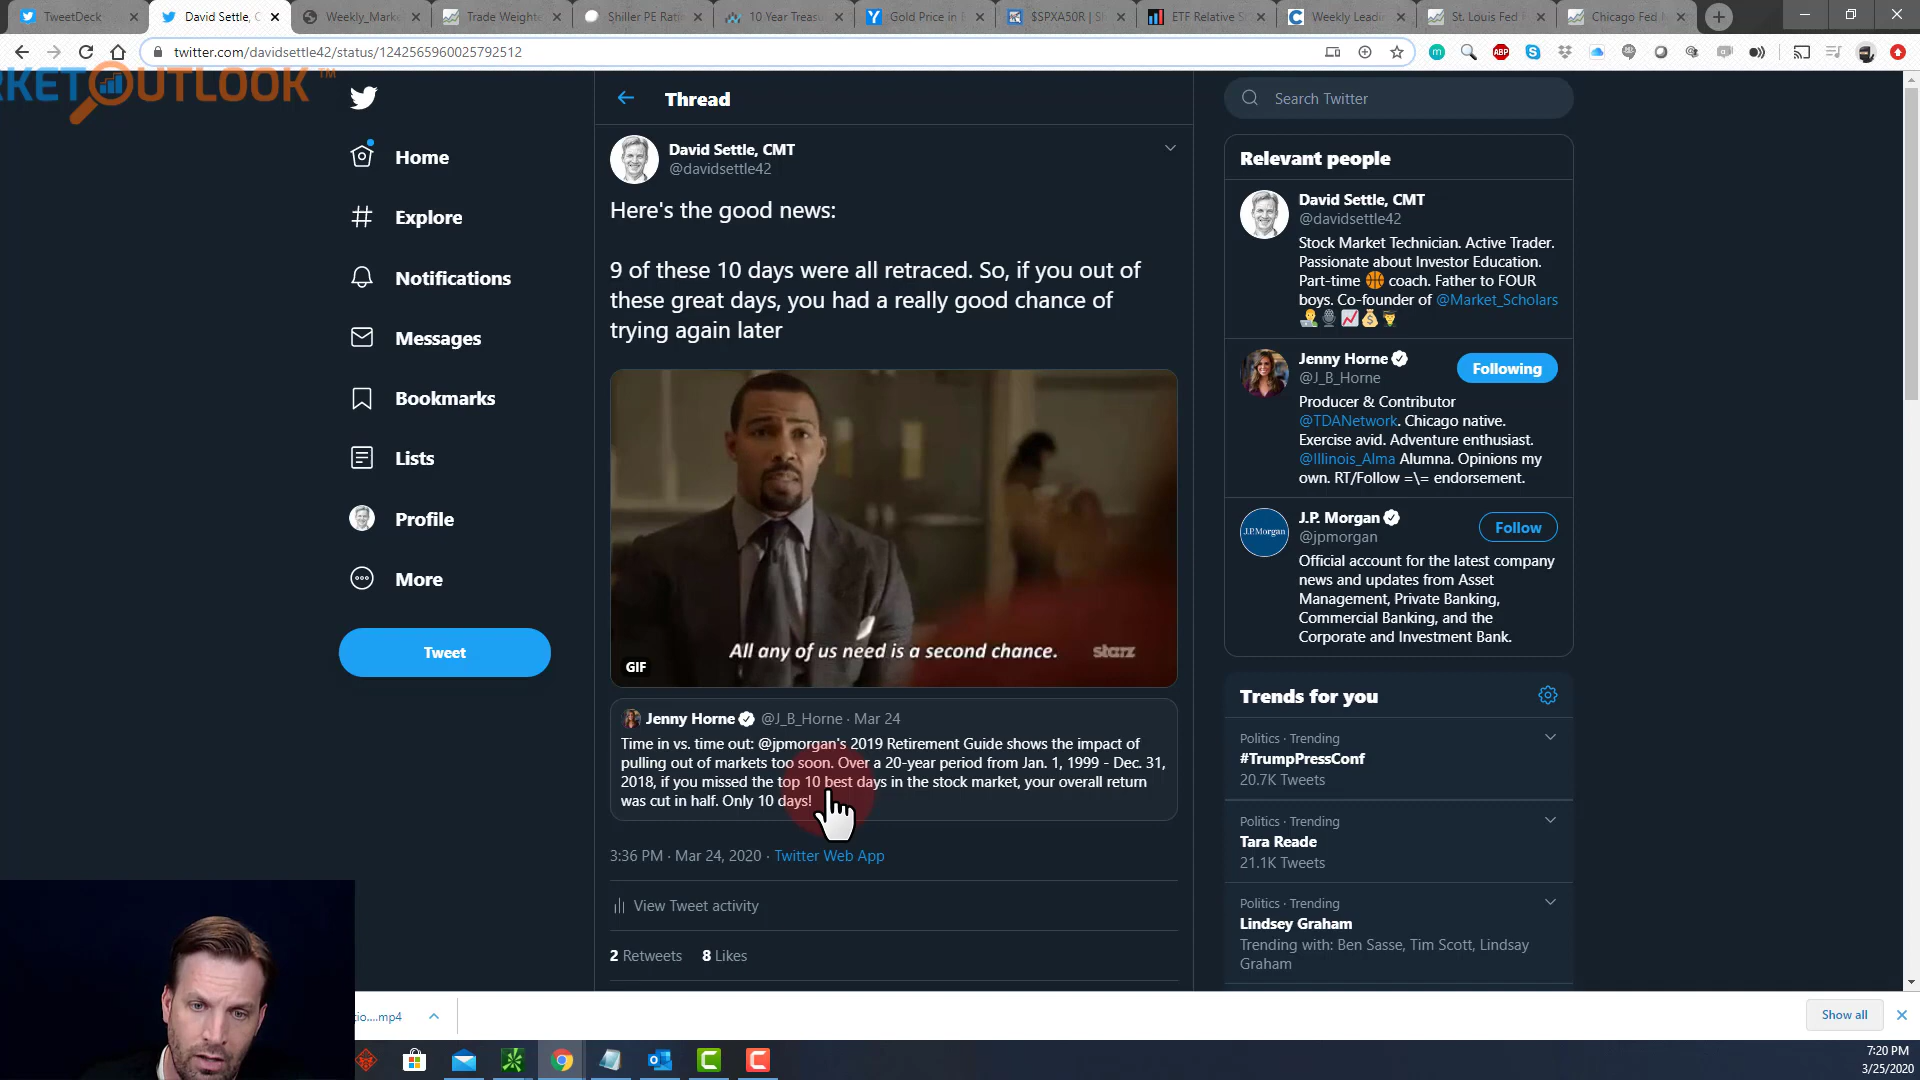 TweetDeck
David Settle, C
Weekly_Marke
Trade Weighte
Shiller PE Rati
10 Year Treasu
Gold Price in
$SPXA50R | S
ETF Relative S
Weekly Leadi
St. Louis Fed
Chicago Fed
twitter.com/davidsettle42/status/1242565960025792512
RKETOUTLOOK™
Home
Explore
Notifications
Messages
Bookmarks
Lists
Profile
More
Tweet
Thread
David Settle, CMT
@davidsettle42
Here's the good news:
9 of these 10 days were all retraced. So, if you out of
these great days, you had a really good chance of
trying again later
All any of us need is a second chance.
starz
GIF
Jenny Horne @J_B_Horne · Mar 24
Time in vs. time out: @jpmorgan's 2019 Retirement Guide shows the impact of
pulling out of markets too soon. Over a 20-year period from Jan. 1, 1999 - Dec. 31,
2018, if you missed the top 10 best days in the stock market, your overall return
was cut in half. Only 10 days!
3:36 PM · Mar 24, 2020 · Twitter Web App
View Tweet activity
2 Retweets 8 Likes
Search Twitter
Relevant people
David Settle, CMT
@davidsettle42
Stock Market Technician. Active Trader.
Passionate about Investor Education.
Part-time 🏀 coach. Father to FOUR
boys. Co-founder of @Market_Scholars
Jenny Horne
@J_B_Horne
Following
Producer & Contributor
@TDANetwork. Chicago native.
Exercise avid. Adventure enthusiast.
@Illinois_Alma Alumna. Opinions my
own. RT/Follow =\= endorsement.
J.P. Morgan
@jpmorgan
Follow
J.P.Morgan
Official account for the latest company
news and updates from Asset
Management, Private Banking,
Commercial Banking, and the
Corporate and Investment Bank.
Trends for you
Politics · Trending
#TrumpPressConf
20.7K Tweets
Politics · Trending
Tara Reade
21.1K Tweets
Politics · Trending
Lindsey Graham
Trending with: Ben Sasse, Tim Scott, Lindsay
Graham
cio....mp4
Show all
7:20 PM
3/25/2020